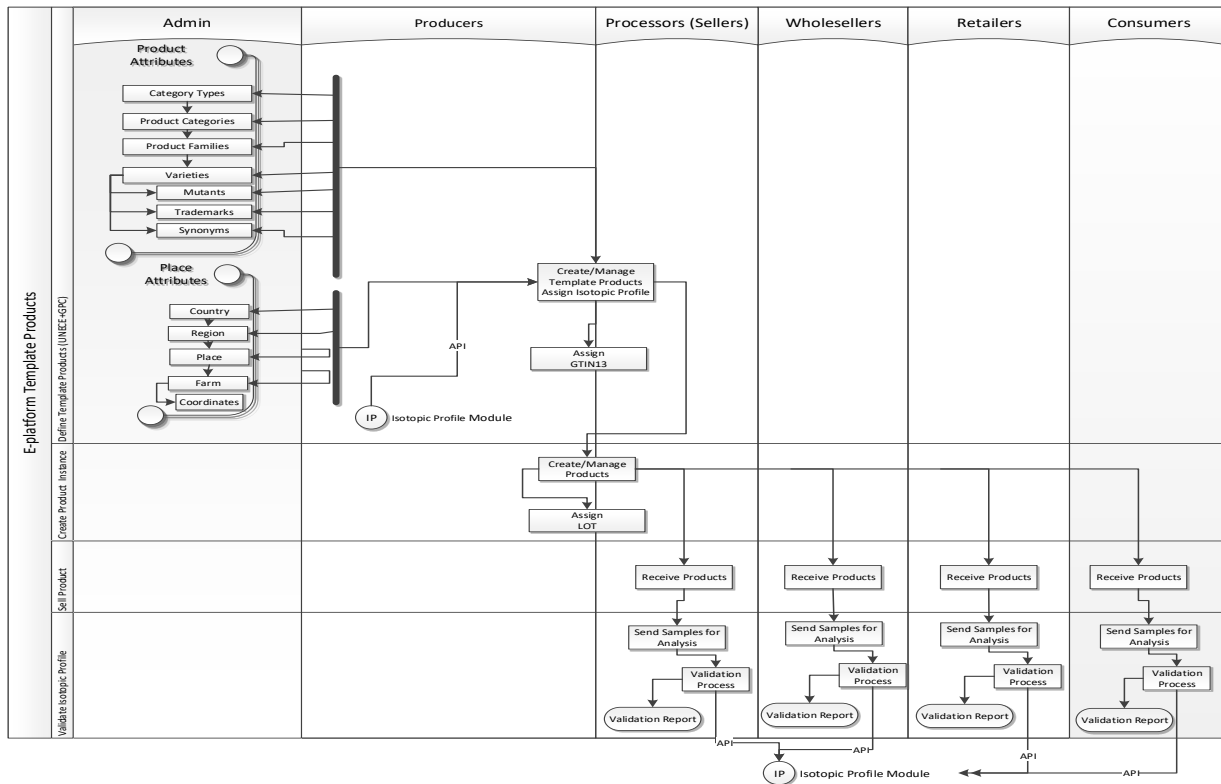 Admin
Producers
Processors (Sellers)
Wholesellers
Retailers
Consumers
E-platform Template Products
Define Template Products (UNECE+GPC)
Product
Attributes
Category Types
Product Categories
Product Families
Varieties
Mutants
Trademarks
Synonyms
Place
Attributes
Country
Region
Place
Farm
Coordinates
Create/Manage
Template Products
Assign Isotopic Profile
API
Assign
GTIN13
IP
Isotopic Profile Module
Create Product Instance
Create/Manage
Products
Assign
LOT
Sell Product
Receive Products
Receive Products
Receive Products
Receive Products
Validate Isotopic Profile
Send Samples for
Analysis
Validation
Process
Validation Report
Send Samples for
Analysis
Validation
Process
Validation Report
Send Samples for
Analysis
Validation
Process
Validation Report
Send Samples for
Analysis
Validation
Process
Validation Report
API
API
API
API
IP
Isotopic Profile Module